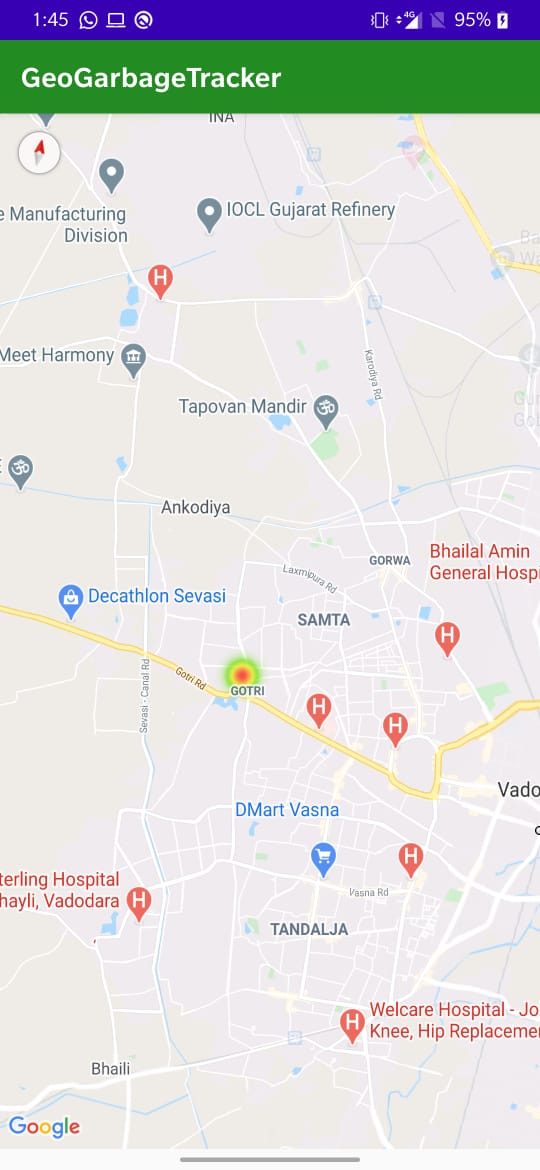 1:45
4G
95%
GeoGarbageTracker
INA
e Manufacturing
Division
IOCL Gujarat Refinery
H
Meet Harmony
Karodiya Rd
Tapovan Mandir
ॐ
ॐ
Ankodiya
GORWA
Bhailal Amin
General Hospi
Laxmipura Rd
Decathlon Sevasi
SAMTA
H
Sevasi - Canal Rd
Gotri Rd
GOTRI
H
H
Vado
DMart Vasna
H
terling Hospital
hayli, Vadodara
H
Vasna Rd
TANDALJA
H
Welcare Hospital - Jo
Knee, Hip Replacemen
Bhaili
Google